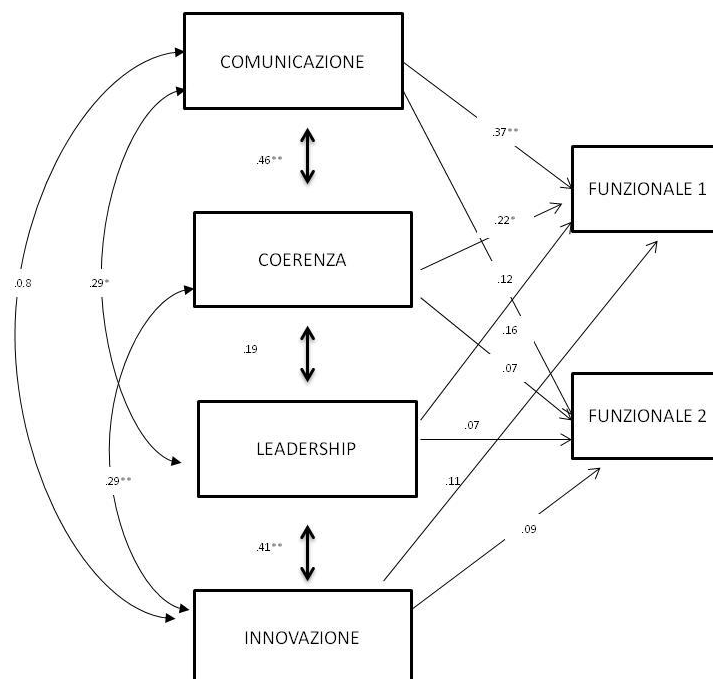 COMUNICAZIONE
.37**
.46**
FUNZIONALE 1
.22*
COERENZA
.0.8
.29*
.12
.16
.19
.07
FUNZIONALE 2
.07
LEADERSHIP
.29**
.11
.09
.41**
INNOVAZIONE